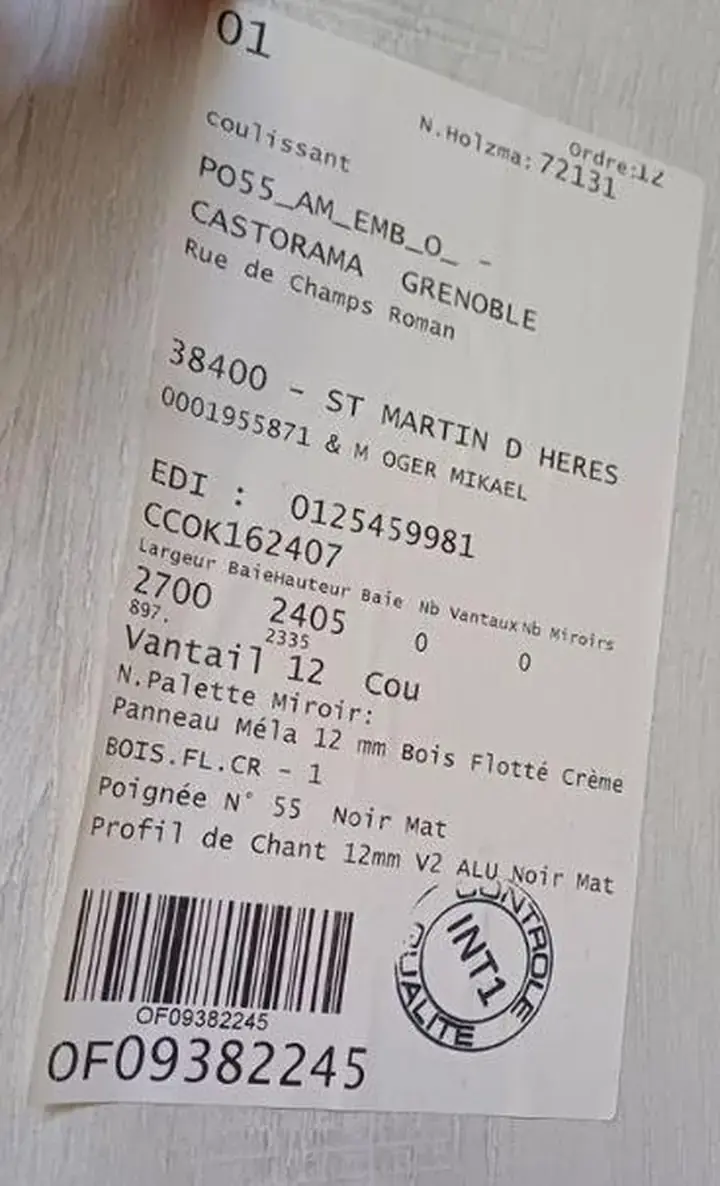 01
Ordre:12
N.Holzma: 72131
coulissant
PO55_AM_EMB_O_ -
CASTORAMA GRENOBLE
Rue de Champs Roman
38400 - ST MARTIN D HERES
0001955871 & M OGER MIKAEL
EDI : 0125459981
CCOK162407
Largeur Baie Hauteur Baie Nb Vantaux Nb Miroirs
2700 2405 0 0
897. 2335
Vantail 12 Cou
N.Palette Miroir:
Panneau Méla 12 mm Bois Flotté Crème
BOIS.FL.CR - 1
Poignée N° 55 Noir Mat
Profil de Chant 12mm V2 ALU Noir Mat
CONTROLE
INT1
QUALITE
OF09382245
OF09382245